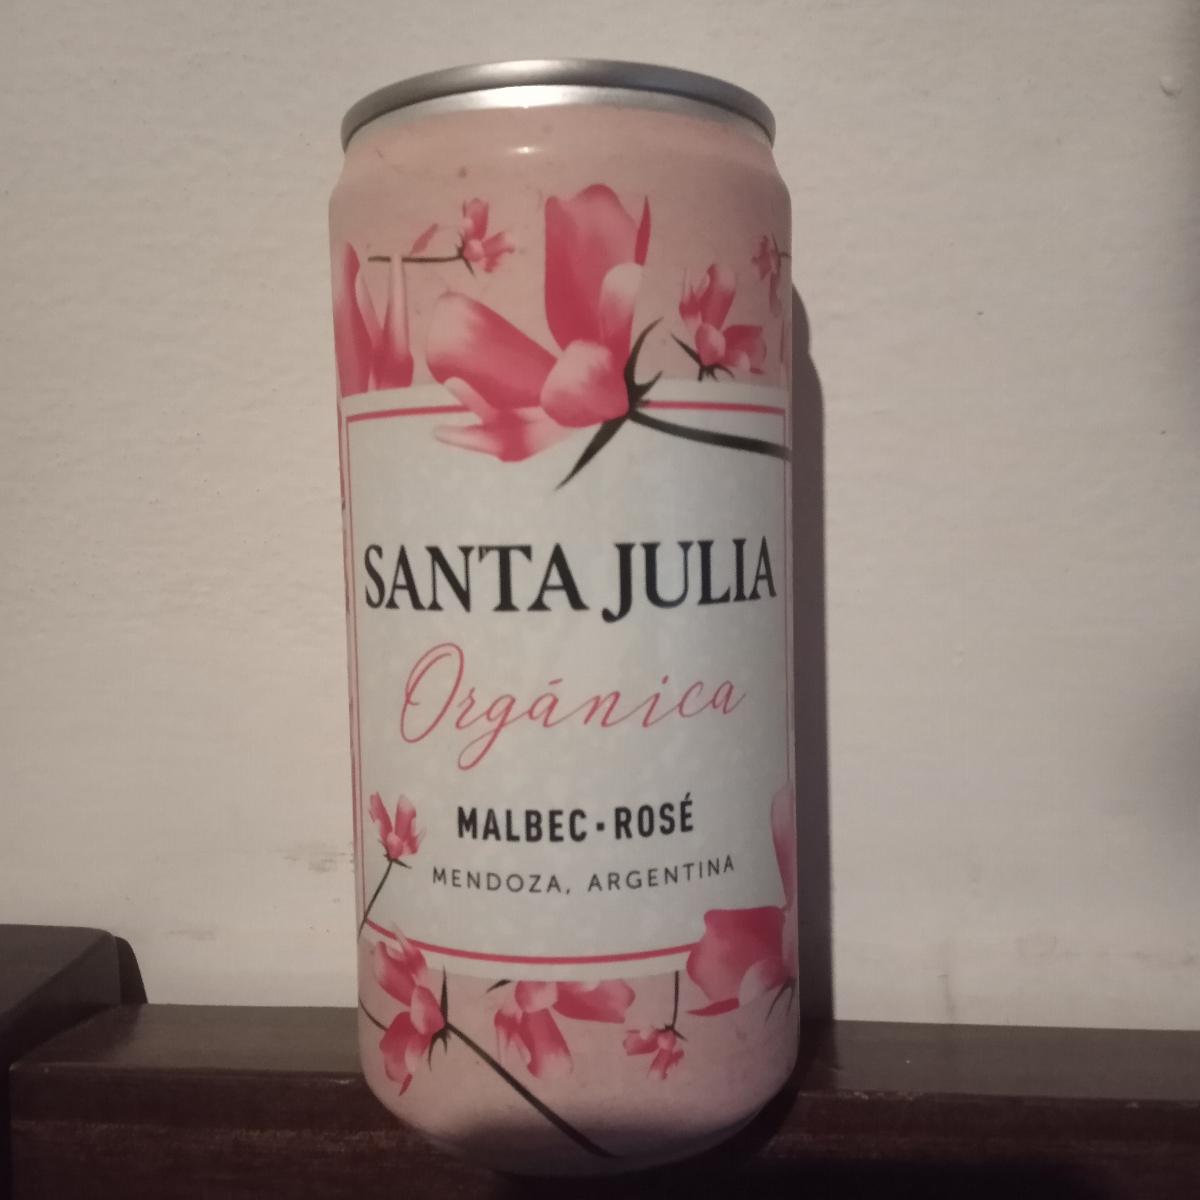 SANTA JULIA
Orgánica
MALBEC·ROSÉ
MENDOZA, ARGENTINA